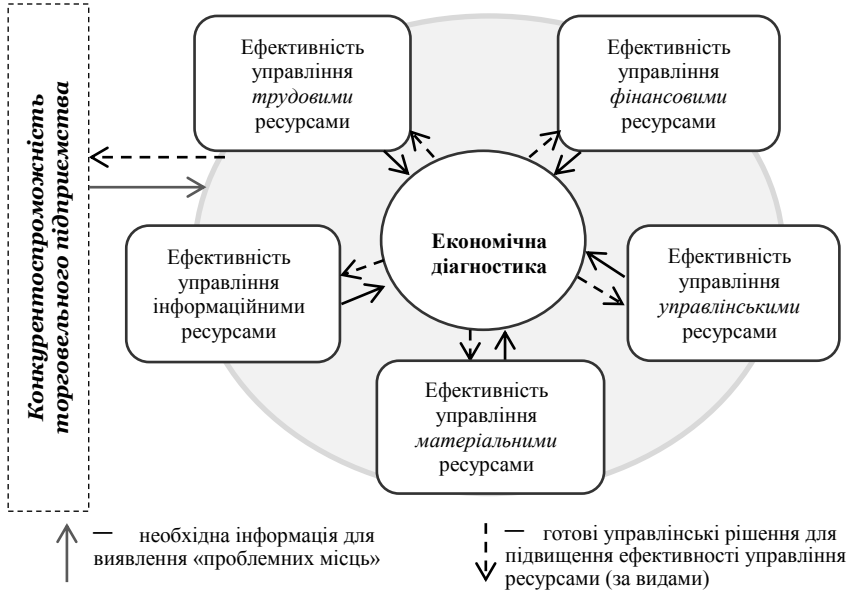 Конкурентоспроможність
торговельного підприємства
Ефективність
управління
трудовими
ресурсами
Ефективність
управління
фінансовими
ресурсами
Економічна
діагностика
Ефективність
управління
інформаційними
ресурсами
Ефективність
управління
управлінськими
ресурсами
Ефективність
управління
матеріальними
ресурсами
— необхідна інформація для
виявлення «проблемних місць»
— готові управлінські рішення для
підвищення ефективності управління
ресурсами (за видами)